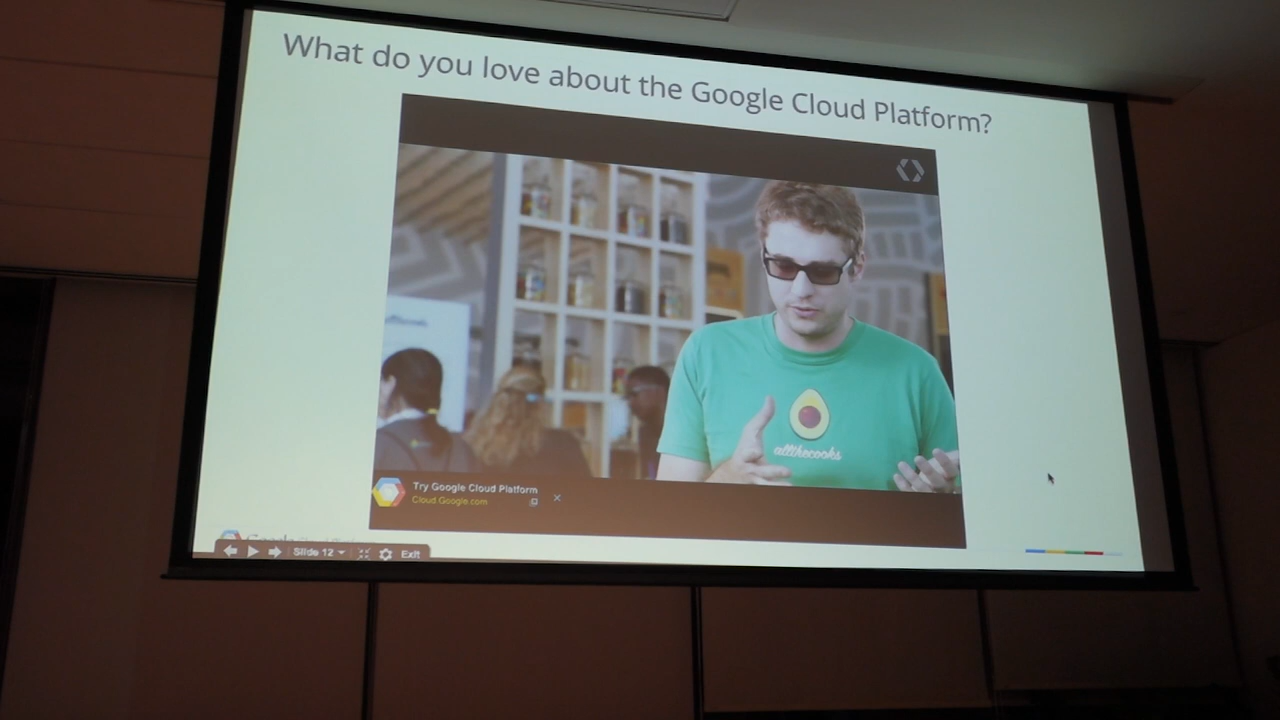 What do you love about the Google Cloud Platform?
allthecooks
Try Google Cloud Platform
Cloud.Google.com
Slide 12
Exit